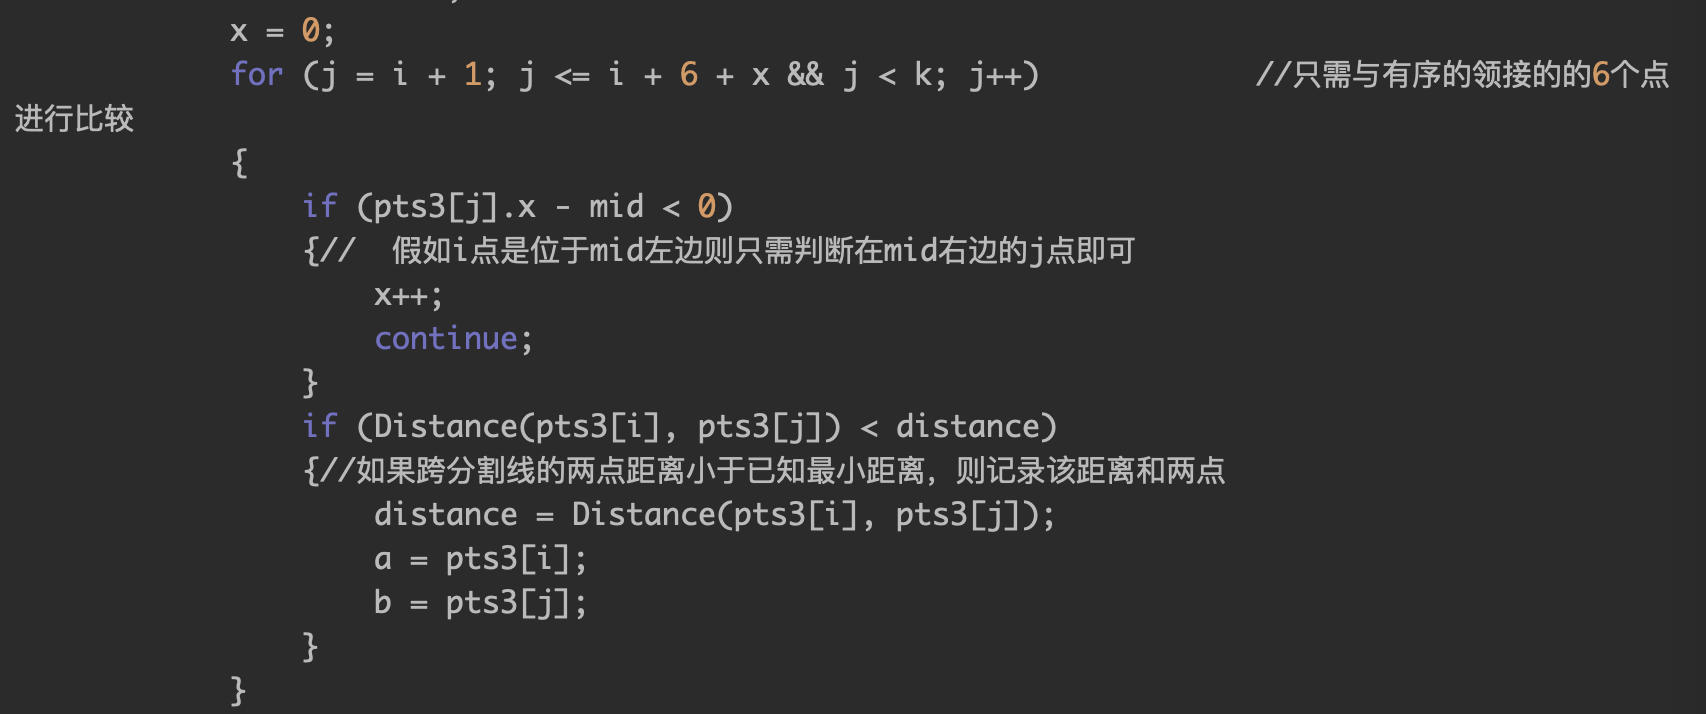 x = 0;
for (j = i + 1; j <= i + 6 + x && j < k; j++) //只需与有序的领接的的6个点
进行比较
{
if (pts3[j].x - mid < 0)
{// 假如i点是位于mid左边则只需判断在mid右边的j点即可
x++;
continue;
}
if (Distance(pts3[i], pts3[j]) < distance)
{//如果跨分割线的两点距离小于已知最小距离，则记录该距离和两点
distance = Distance(pts3[i], pts3[j]);
a = pts3[i];
b = pts3[j];
}
}